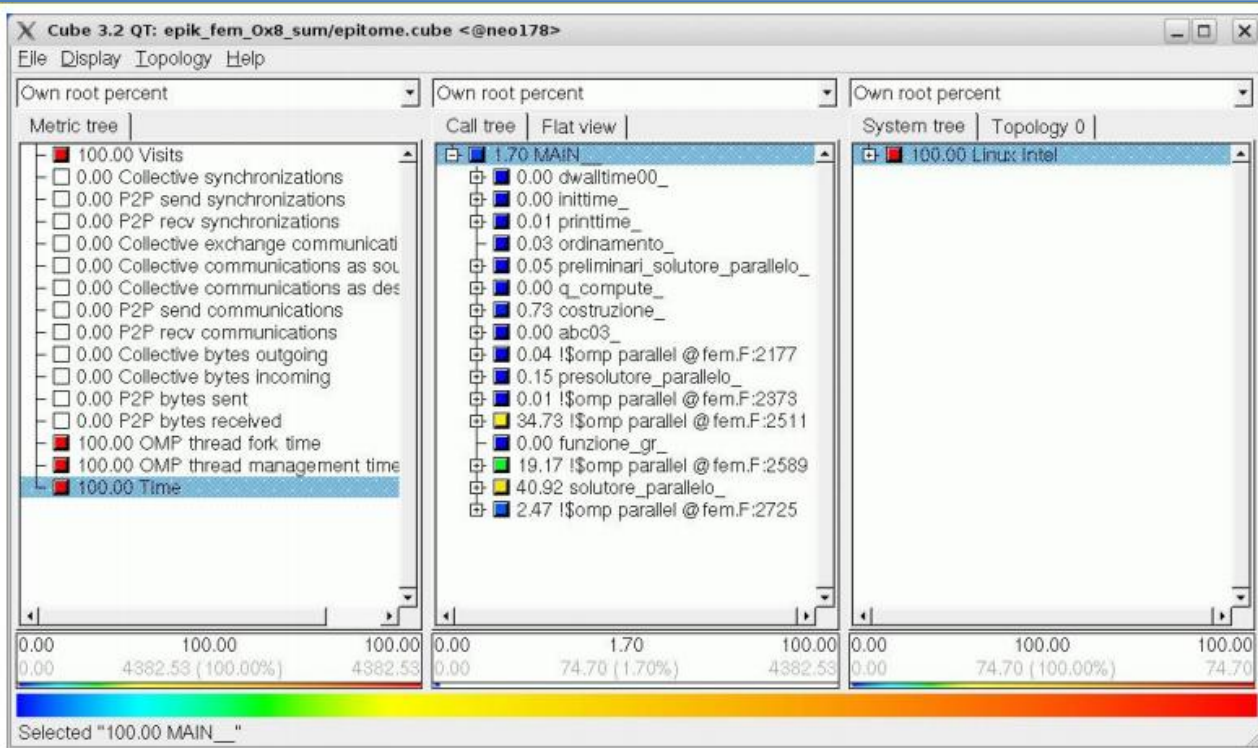 Cube 3.2 QT: epik_fem_0x8_sum/epitome.cube <@neo178>
File Display Topology Help
Own root percent
Metric tree
100.00 Visits
0.00 Collective synchronizations
0.00 P2P send synchronizations
0.00 P2P recv synchronizations
0.00 Collective exchange communicati
0.00 Collective communications as sou
0.00 Collective communications as des
0.00 P2P send communications
0.00 P2P recv communications
0.00 Collective bytes outgoing
0.00 Collective bytes incoming
0.00 P2P bytes sent
0.00 P2P bytes received
100.00 OMP thread fork time
100.00 OMP thread management time
100.00 Time
0.00 100.00 100.00
0.00 4382.53 (100.00%) 4382.53
Own root percent
Call tree Flat view
1.70 MAIN__
0.00 dwalltime00_
0.00 inittime_
0.01 printtime_
0.03 ordinamento_
0.05 preliminari_solutore_parallelo_
0.00 q_compute_
0.73 costruzione_
0.00 abc03_
0.04 !$omp parallel @fem.F:2177
0.15 presolutore_parallelo_
0.01 !$omp parallel @fem.F:2373
34.73 !$omp parallel @fem.F:2511
0.00 funzione_gr_
19.17 !$omp parallel @fem.F:2589
40.92 solutore_parallelo_
2.47 !$omp parallel @fem.F:2725
0.00 1.70 100.00
0.00 74.70 (1.70%) 4382.53
Own root percent
System tree Topology 0
100.00 Linux Intel
0.00 100.00 100.00
0.00 74.70 (100.00%) 74.70
Selected "100.00 MAIN__"